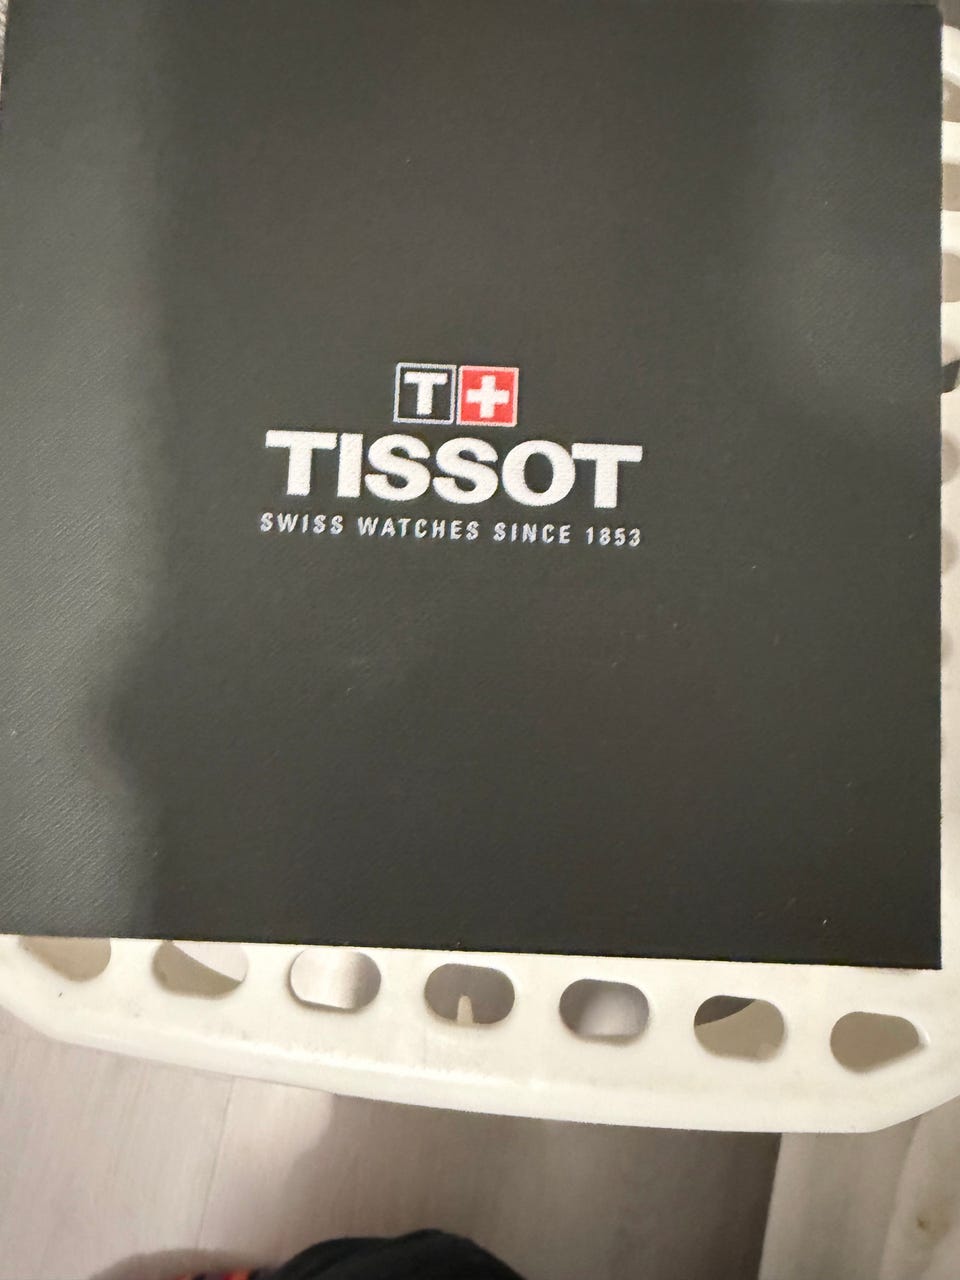 T+
TISSOT
SWISS WATCHES SINCE 1853